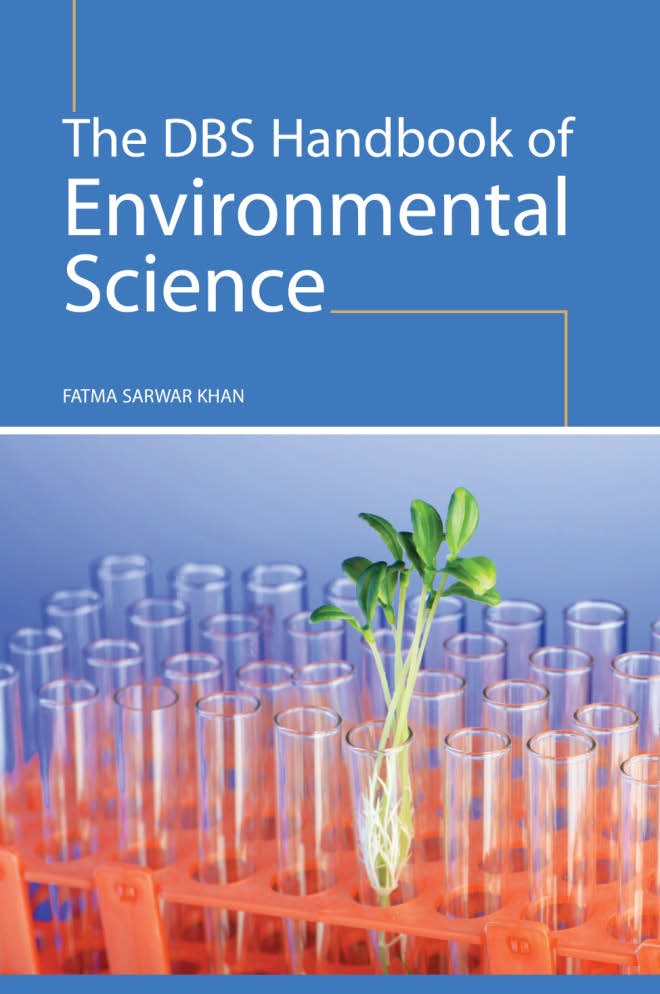 The DBS Handbook of
Environmental
Science
FATMA SARWAR KHAN